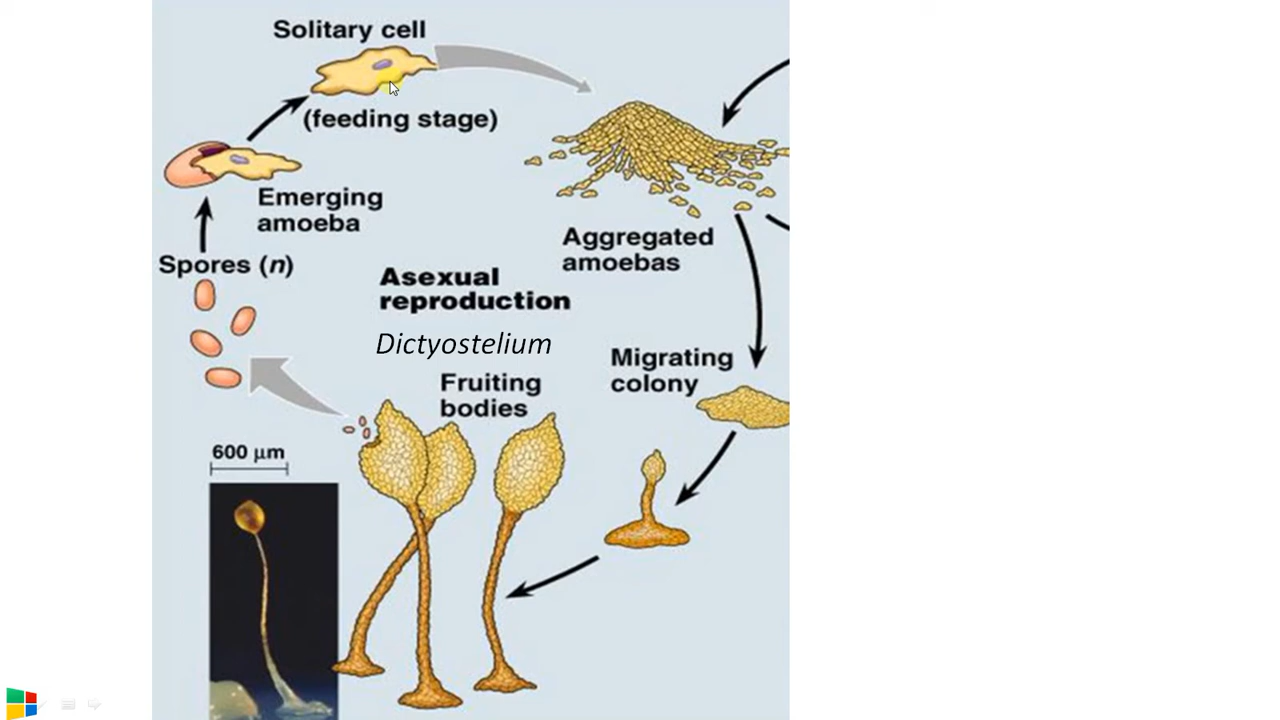 Solitary cell
(feeding stage)
Emerging
amoeba
Spores (n)
Aggregated
amoebas
Asexual
reproduction
Dictyostelium
Migrating
colony
Fruiting
bodies
600 µm